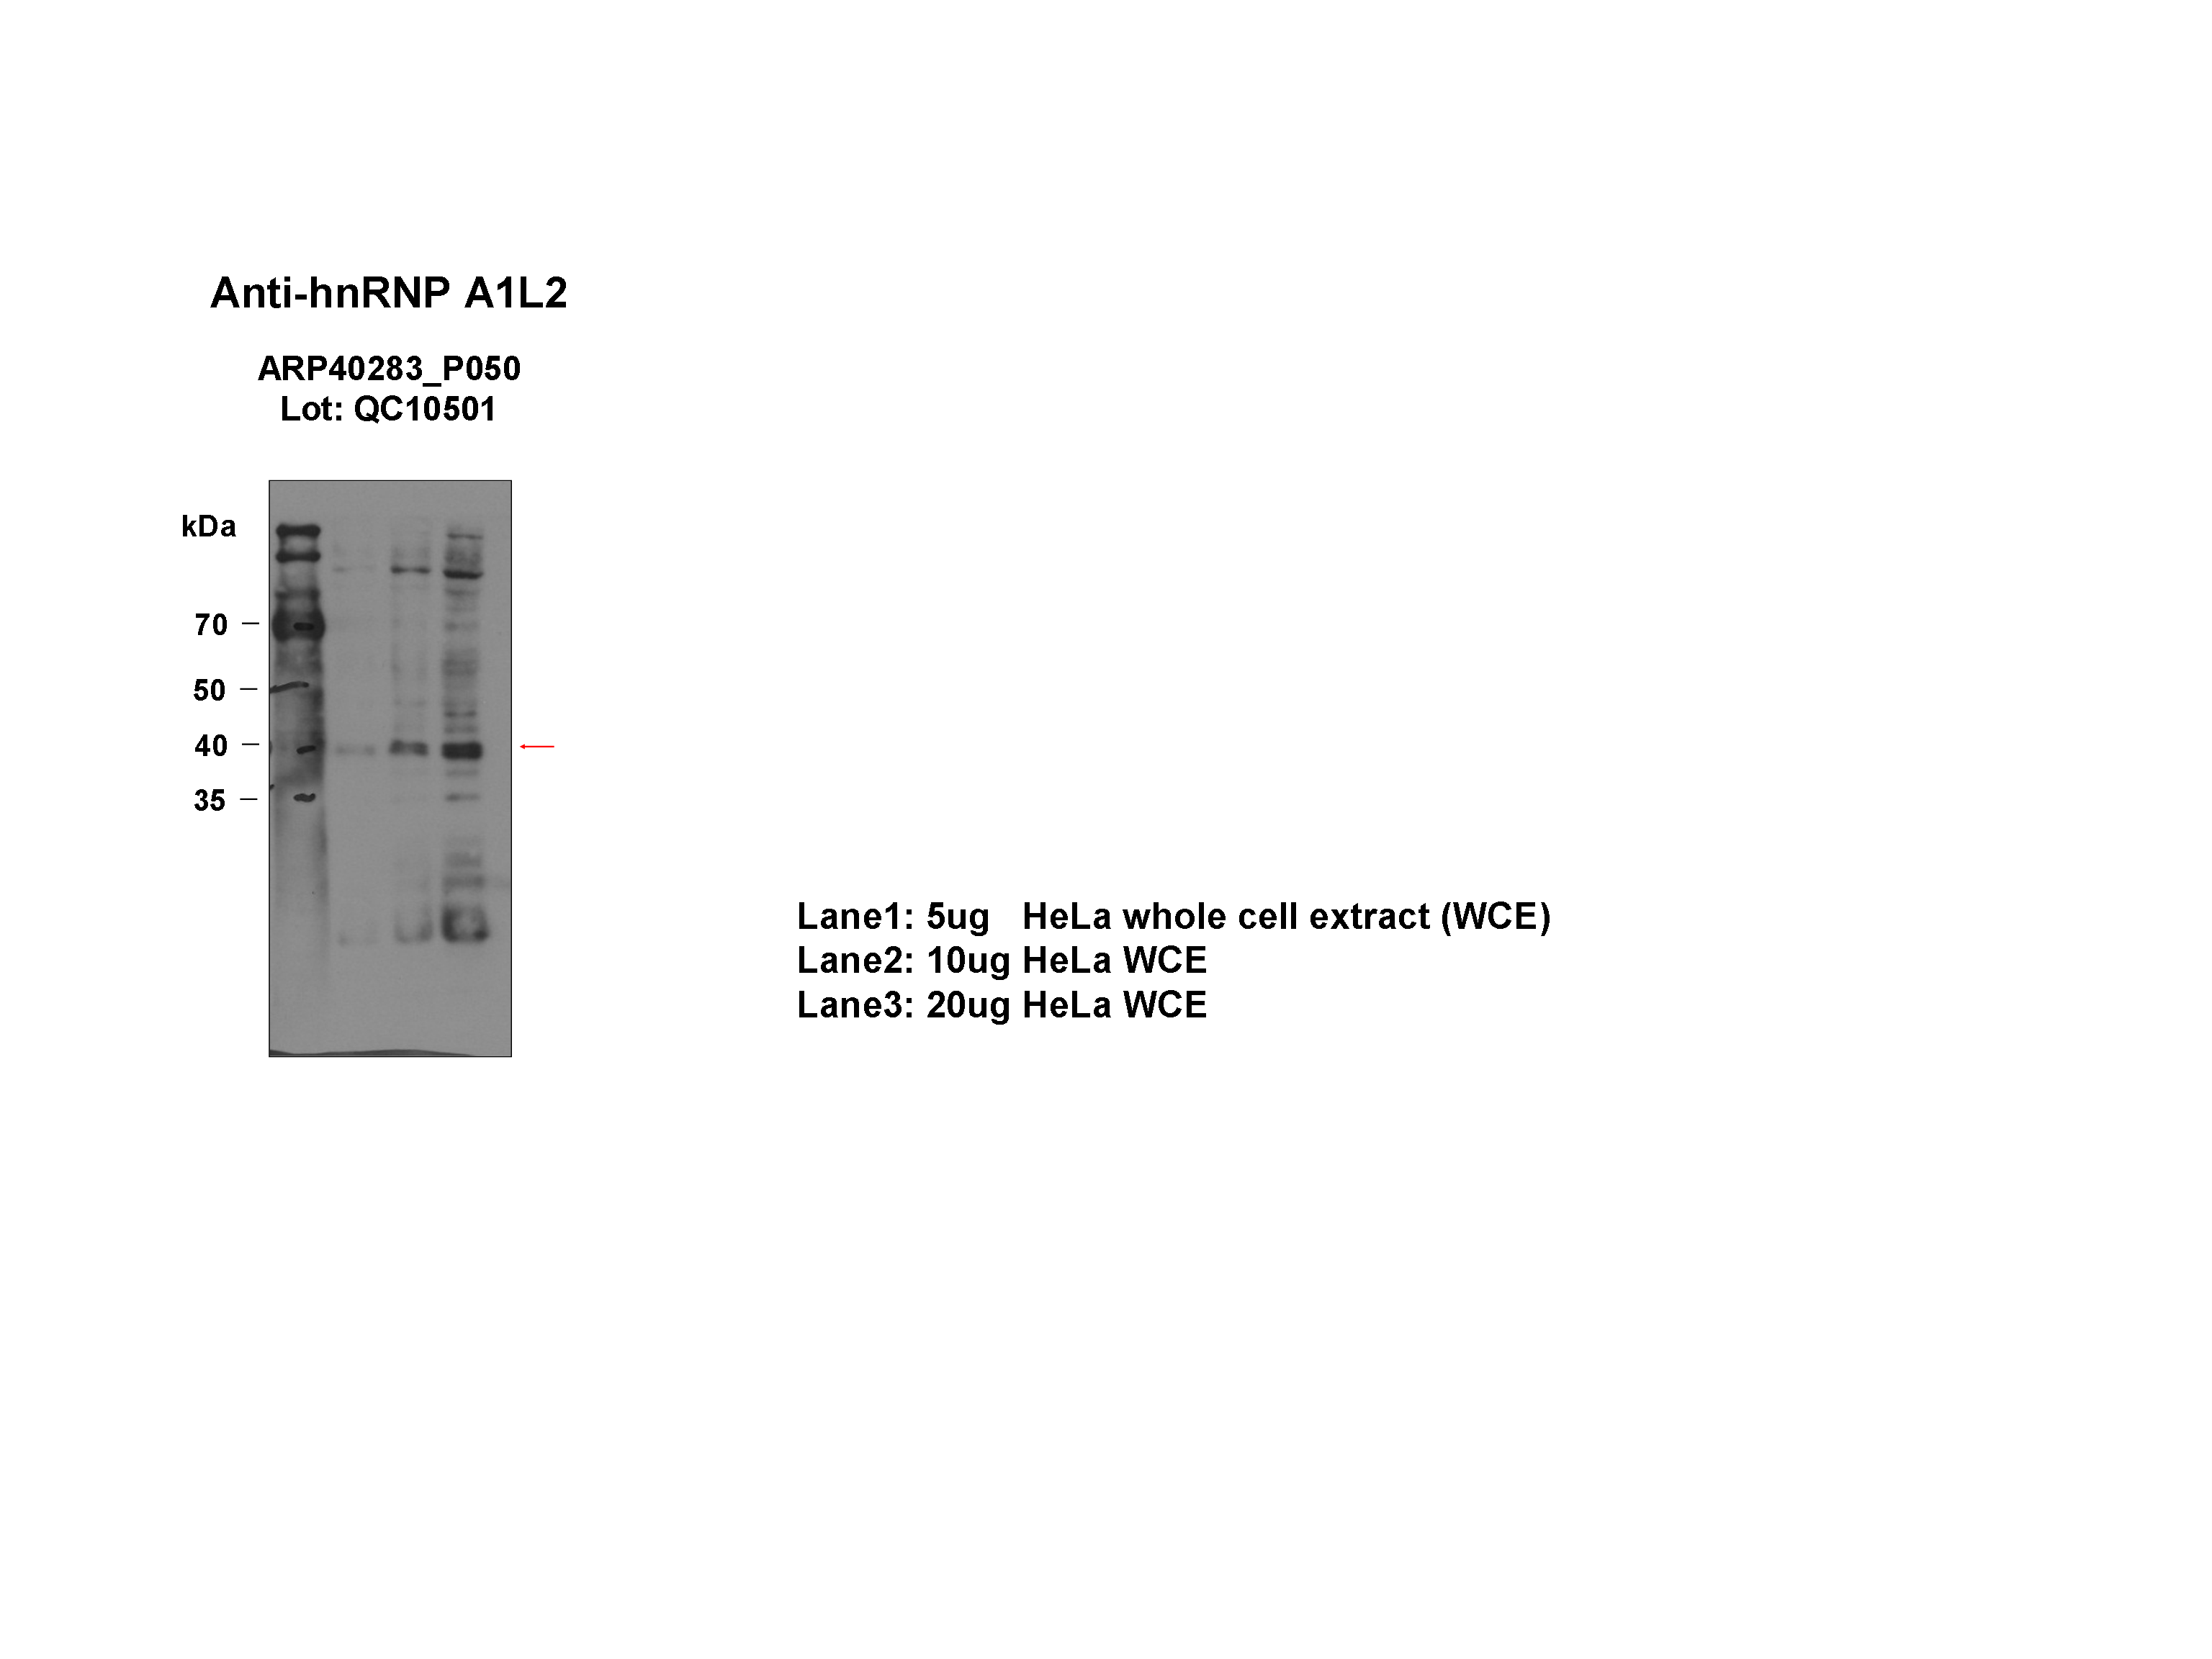 Anti-hnRNP A1L2
ARP40283_P050
Lot: QC10501
kDa
70
50
40
35
Lane1: 5ug HeLa whole cell extract (WCE)
Lane2: 10ug HeLa WCE
Lane3: 20ug HeLa WCE